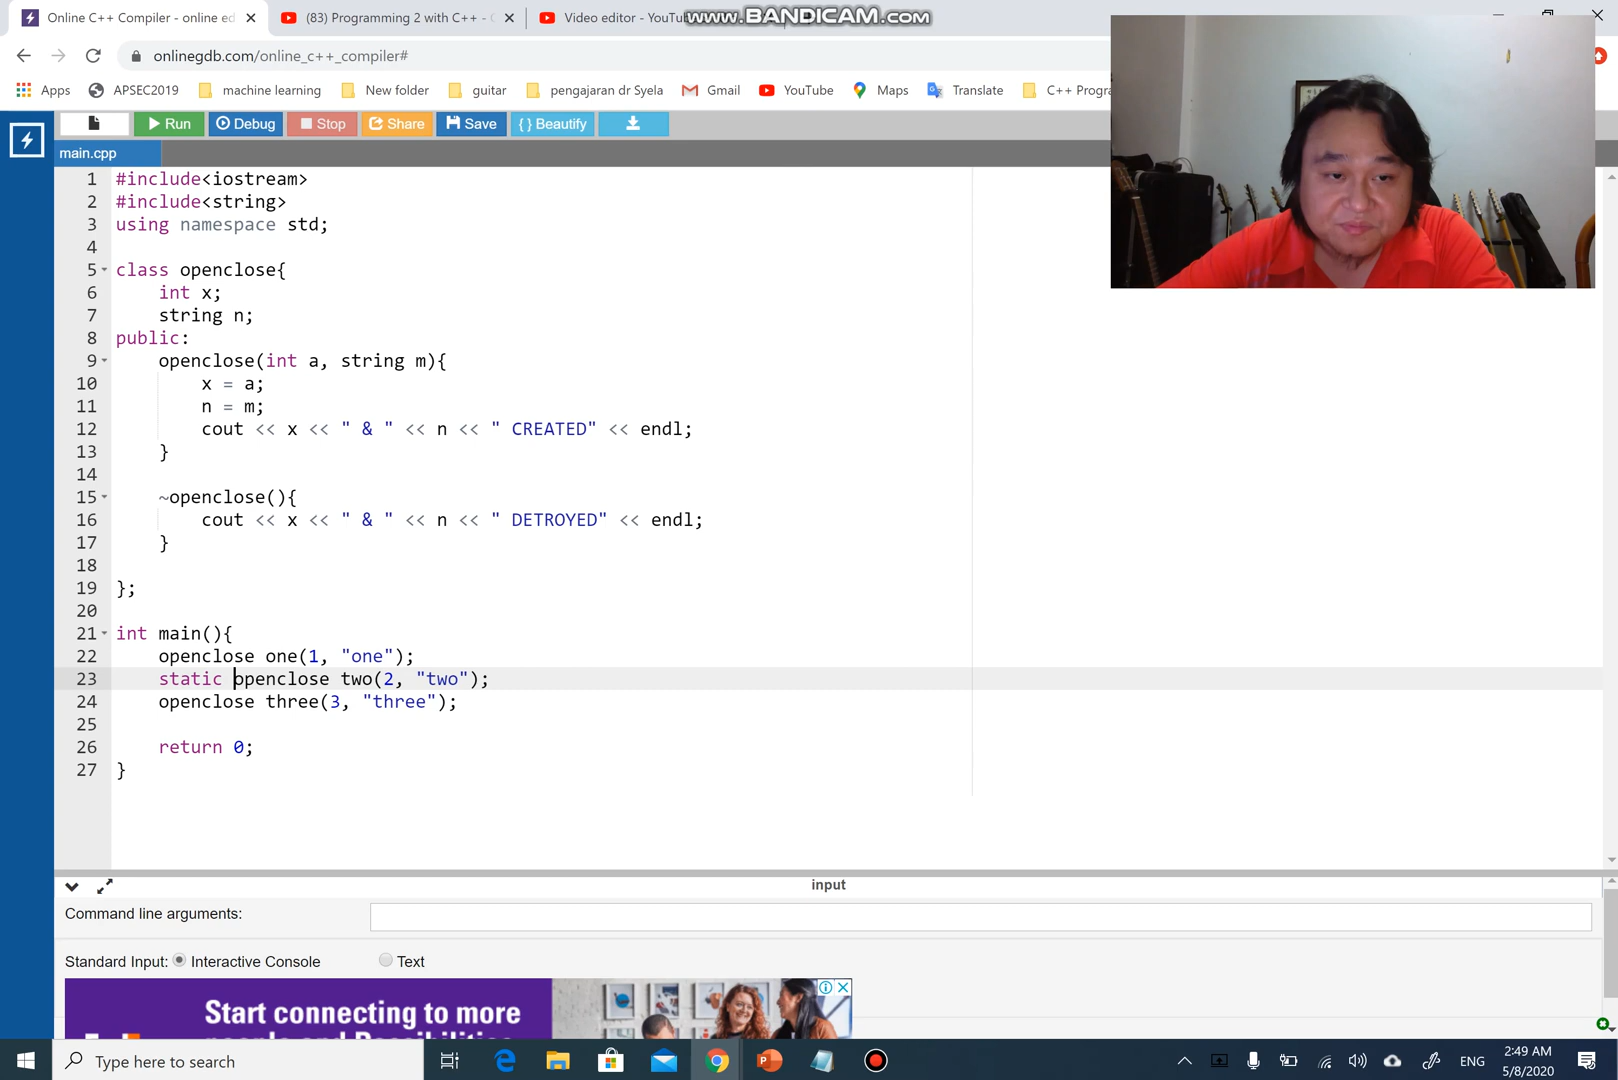 Online C++ Compiler - online ed
(83) Programming 2 with C++ -
Video editor -
www.BANDICAM.com
onlinegdb.com/online_c++_compiler#
Apps
APSEC2019
machine learning
New folder
guitar
pengajaran dr Syela
Gmail
YouTube
Maps
Translate
Run
Debug
Stop
Share
Save
{ } Beautify
main.cpp
1 #include<iostream>
2 #include<string>
3 using namespace std;
4
5 class openclose{
6 int x;
7 string n;
8 public:
9 openclose(int a, string m){
10 x = a;
11 n = m;
12 cout << x << " & " << n << " CREATED" << endl;
13 }
14
15 ~openclose(){
16 cout << x << " & " << n << " DETROYED" << endl;
17 }
18
19 };
20
21 int main(){
22 openclose one(1, "one");
23 static openclose two(2, "two");
24 openclose three(3, "three");
25
26 return 0;
27 }
input
Command line arguments:
Standard Input: Interactive Console Text
Start connecting to more
people and Possibilities
Type here to search
ENG
2:49 AM
5/8/2020